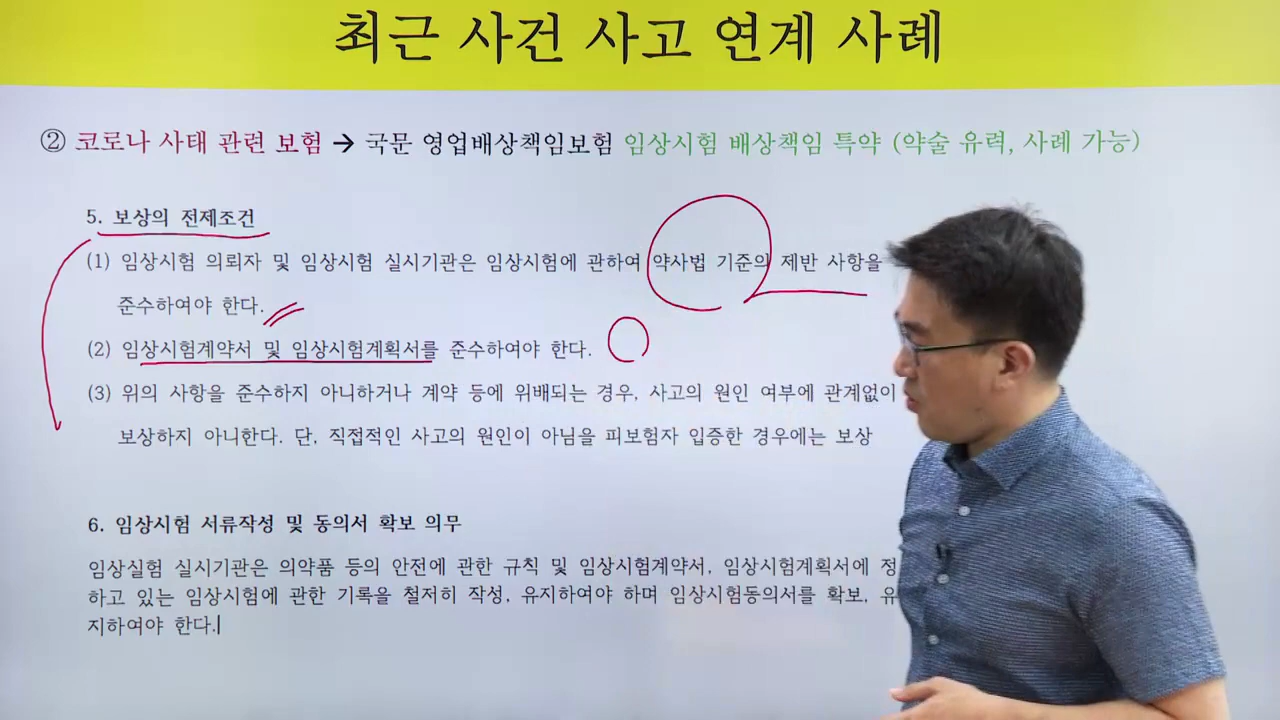 최근 사건 사고 연계 사례
② 코로나 사태 관련 보험 → 국문 영업배상책임보험 임상시험 배상책임 특약 (약술 유력, 사례 가능)
5. 보상의 전제조건
(1) 임상시험 의뢰자 및 임상시험 실시기관은 임상시험에 관하여 약사법 기준의 제반 사항을
준수하여야 한다.
(2) 임상시험계약서 및 임상시험계획서를 준수하여야 한다.
(3) 위의 사항을 준수하지 아니하거나 계약 등에 위배되는 경우, 사고의 원인 여부에 관계없이
보상하지 아니한다. 단, 직접적인 사고의 원인이 아님을 피보험자 입증한 경우에는 보상
6. 임상시험 서류작성 및 동의서 확보 의무
임상실험 실시기관은 의약품 등의 안전에 관한 규칙 및 임상시험계약서, 임상시험계획서에 정
하고 있는 임상시험에 관한 기록을 철저히 작성, 유지하여야 하며 임상시험동의서를 확보, 유
지하여야 한다.